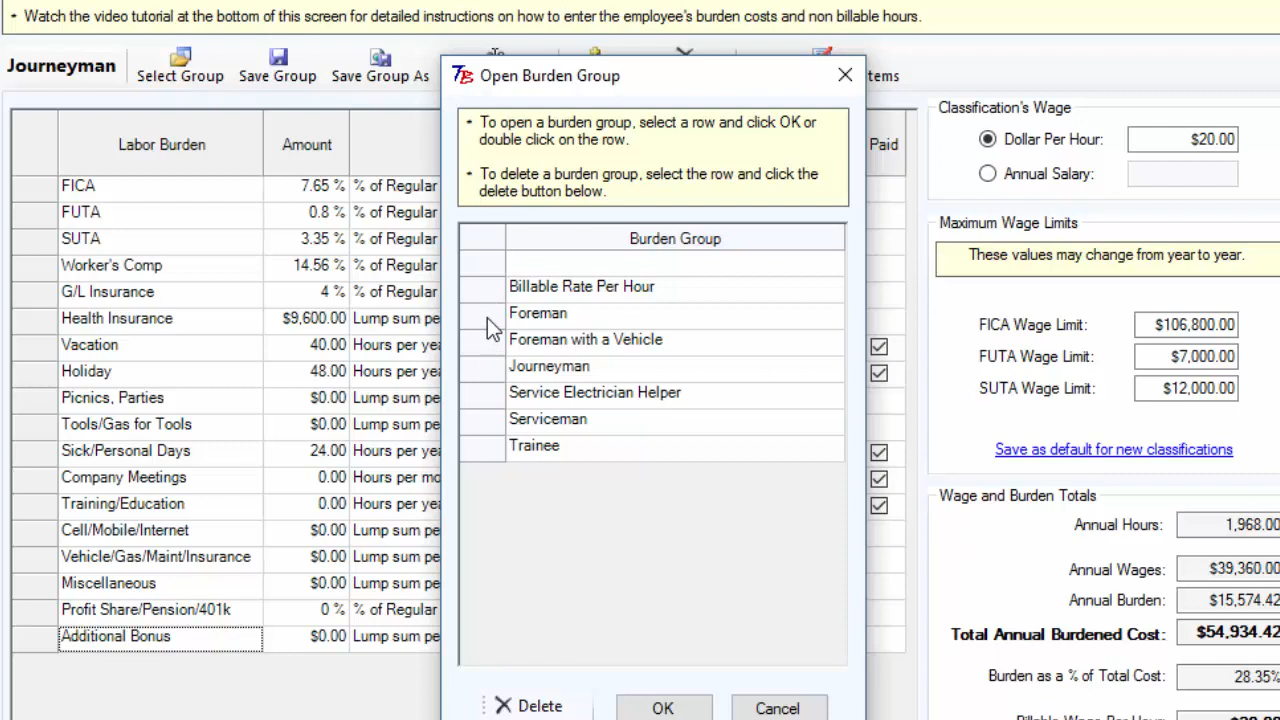 • Watch the video tutorial at the bottom of this screen for detailed instructions on how to enter the employee's burden costs and non billable hours.
Journeyman
Select Group
Save Group
Save Group As
tems
Labor Burden
Amount
Paid
FICA 7.65 % % of Regular
FUTA 0.8 % % of Regular
SUTA 3.35 % % of Regular
Worker's Comp 14.56 % % of Regular
G/L Insurance 4 % % of Regular
Health Insurance $9,600.00 Lump sum pe
Vacation 40.00 Hours per yea
Holiday 48.00 Hours per yea
Picnics, Parties $0.00 Lump sum pe
Tools/Gas for Tools $0.00 Lump sum pe
Sick/Personal Days 24.00 Hours per yea
Company Meetings 0.00 Hours per mo
Training/Education 0.00 Hours per yea
Cell/Mobile/Internet $0.00 Lump sum pe
Vehicle/Gas/Maint/Insurance $0.00 Lump sum pe
Miscellaneous $0.00 Lump sum pe
Profit Share/Pension/401k 0 % % of Regular
Additional Bonus $0.00 Lump sum pe
TB Open Burden Group
• To open a burden group, select a row and click OK or
double click on the row.
• To delete a burden group, select the row and click the
delete button below.
Burden Group
Billable Rate Per Hour
Foreman
Foreman with a Vehicle
Journeyman
Service Electrician Helper
Serviceman
Trainee
Delete
OK
Cancel
Classification's Wage
Dollar Per Hour: $20.00
Annual Salary:
Maximum Wage Limits
These values may change from year to year.
FICA Wage Limit: $106,800.00
FUTA Wage Limit: $7,000.00
SUTA Wage Limit: $12,000.00
Save as default for new classifications
Wage and Burden Totals
Annual Hours: 1,968.00
Annual Wages: $39,360.00
Annual Burden: $15,574.42
Total Annual Burdened Cost: $54,934.42
Burden as a % of Total Cost: 28.35%